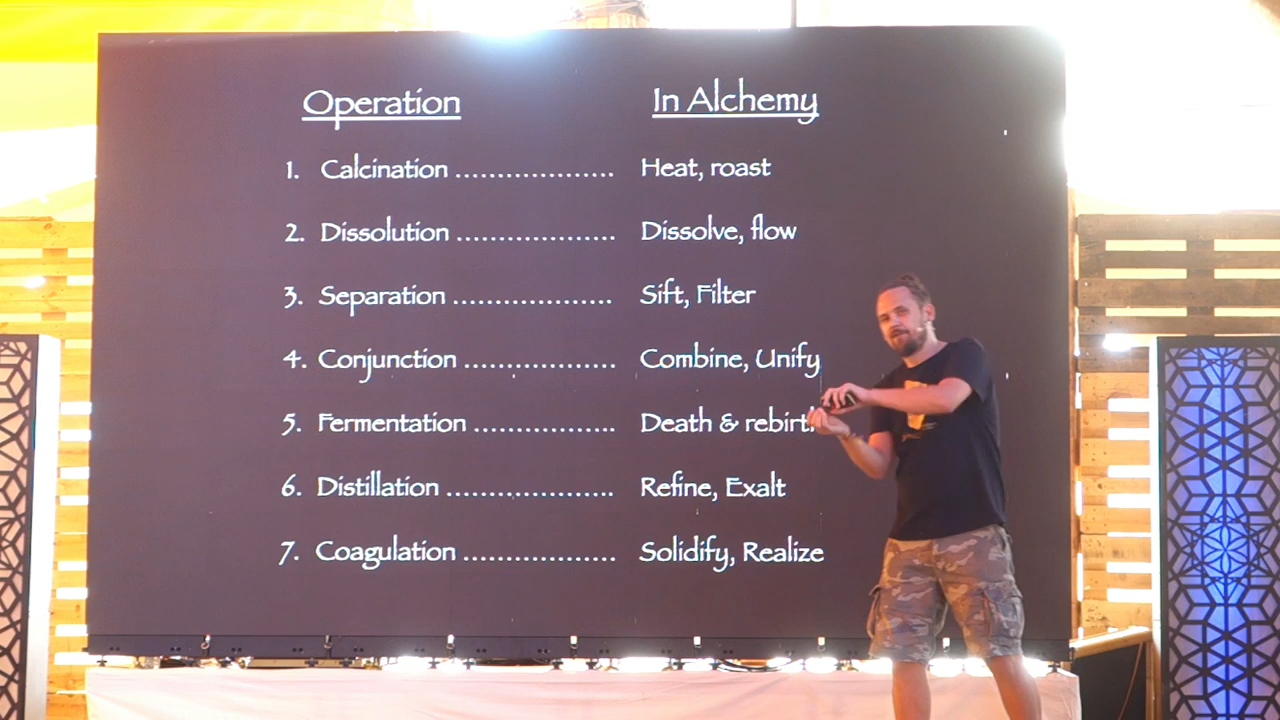 Operation In Alchemy
1. Calcination ................... Heat, roast
2. Dissolution ................... Dissolve, flow
3. Separation ................... Sift, Filter
4. Conjunction .................. Combine, Unify
5. Fermentation ................. Death &
6. Distillation .................... Refine, Exalt
7. Coagulation .................. Solidify, Realize